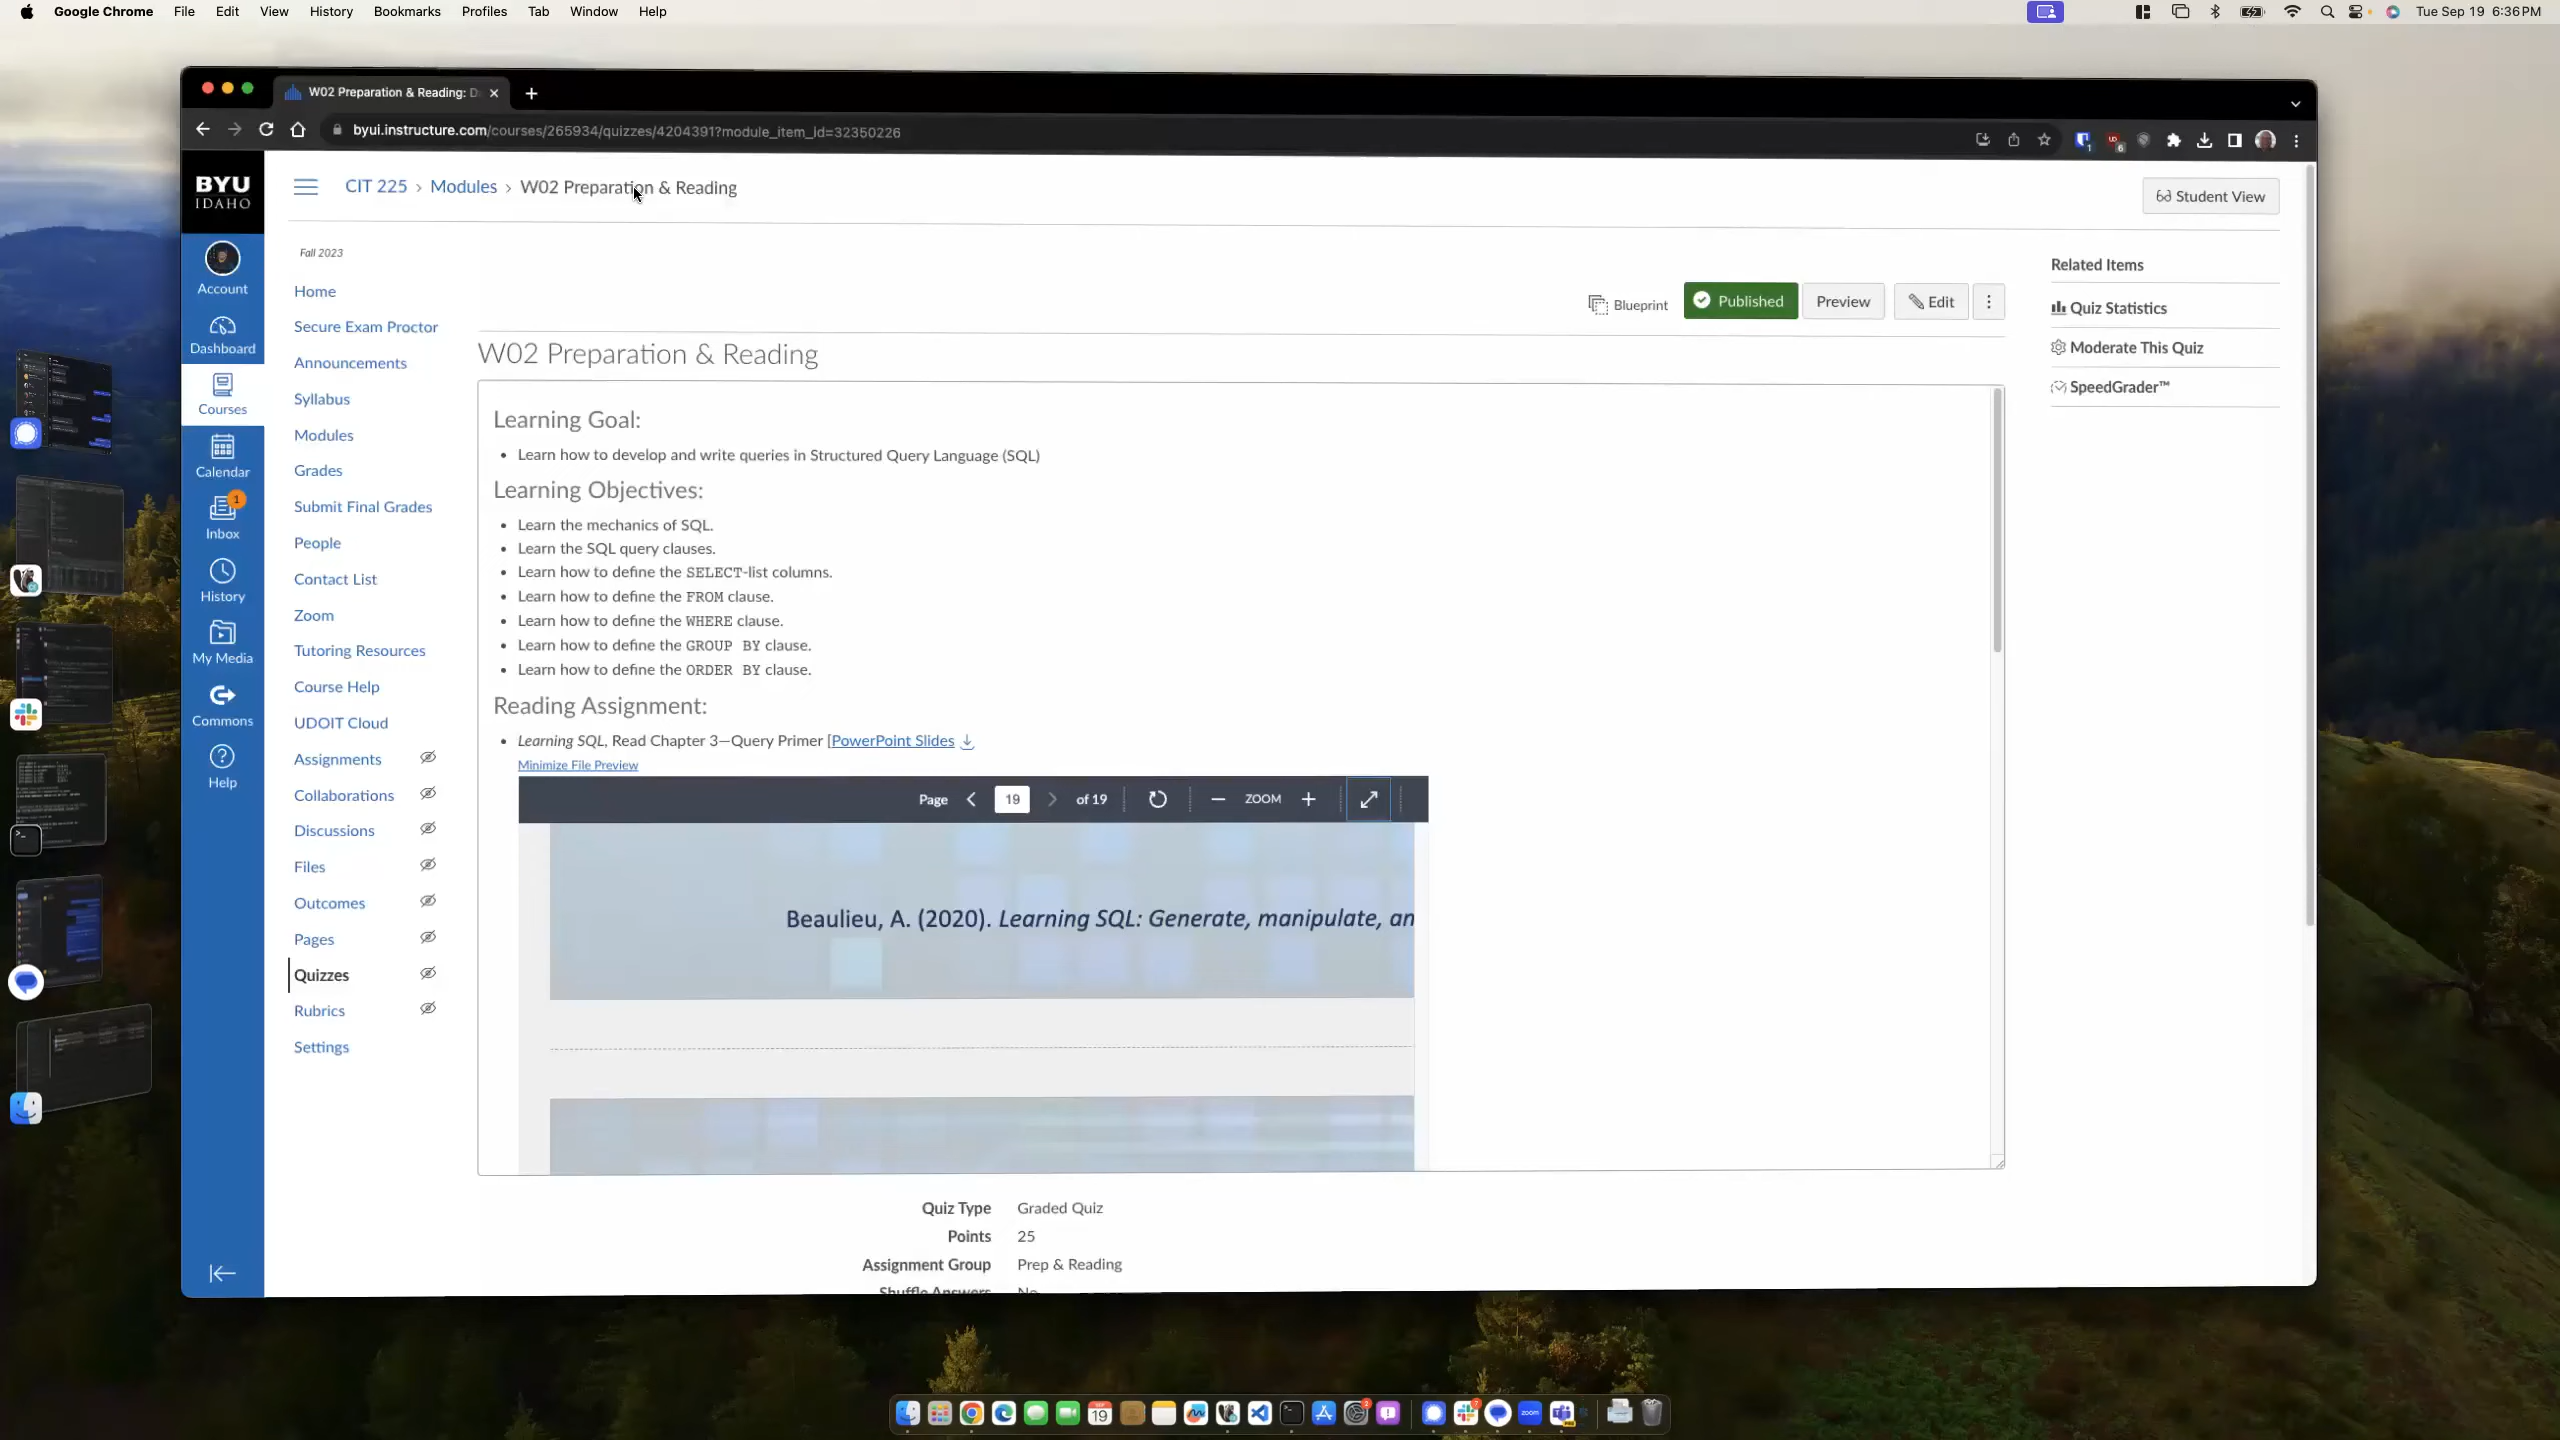 Google Chrome File Edit View History Bookmarks Profiles Tab Window Help
Tue Sep 19 6:36 PM
W02 Preparation & Reading: D
byui.instructure.com/courses/265934/quizzes/4204391?module_item_id=32350226
BYU
IDAHO
CIT 225 › Modules › W02 Preparation & Reading
Student View
Account
Dashboard
Courses
Calendar
1
Inbox
History
My Media
Commons
Help
Fall 2023
Home
Secure Exam Proctor
Announcements
Syllabus
Modules
Grades
Submit Final Grades
People
Contact List
Zoom
Tutoring Resources
Course Help
UDOIT Cloud
Assignments
Collaborations
Discussions
Files
Outcomes
Pages
Quizzes
Rubrics
Settings
Blueprint Published Preview Edit
W02 Preparation & Reading
Learning Goal:
• Learn how to develop and write queries in Structured Query Language (SQL)
Learning Objectives:
• Learn the mechanics of SQL.
• Learn the SQL query clauses.
• Learn how to define the SELECT-list columns.
• Learn how to define the FROM clause.
• Learn how to define the WHERE clause.
• Learn how to define the GROUP BY clause.
• Learn how to define the ORDER BY clause.
Reading Assignment:
• Learning SQL, Read Chapter 3—Query Primer [PowerPoint Slides
Minimize File Preview
Page 19 of 19 ZOOM
Beaulieu, A. (2020). Learning SQL: Generate, manipulate, an
Quiz Type Graded Quiz
Points 25
Assignment Group Prep & Reading
Shuffle Answers No
Related Items
Quiz Statistics
Moderate This Quiz
SpeedGrader™
SEP
19
zoom